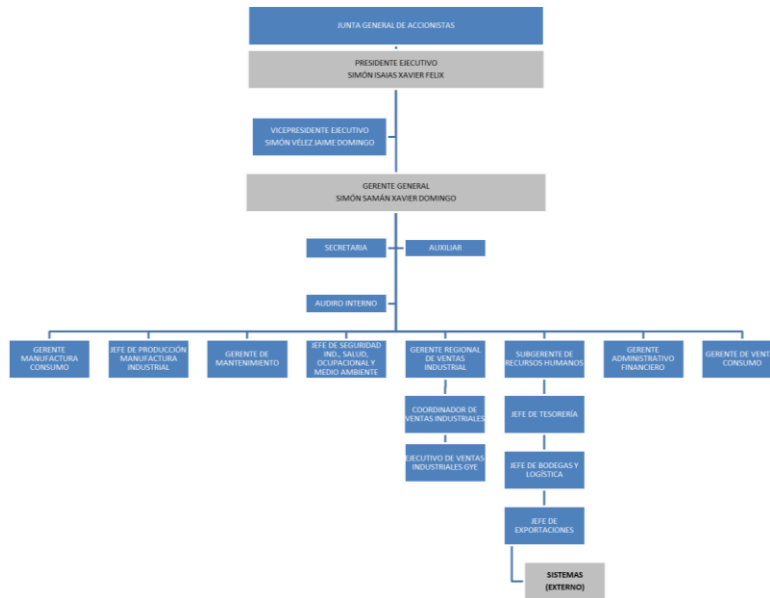 JUNTA GENERAL DE ACCIONISTAS
PRESIDENTE EJECUTIVO
SIMÓN ISAIAS XAVIER FELIX
VICEPRESIDENTE EJECUTIVO
SIMÓN VÉLEZ JAIME DOMINGO
GERENTE GENERAL
SIMÓN SAMÁN XAVIER DOMINGO
SECRETARIA
AUXILIAR
AUDIRO INTERNO
GERENTE
MANUFACTURA
CONSUMO
JEFE DE PRODUCCIÓN
MANUFACTURA
INDUSTRIAL
GERENTE DE
MANTENIMIENTO
JEFE DE SEGURIDAD
IND., SALUD,
OCUPACIONAL Y
MEDIO AMBIENTE
GERENTE REGIONAL
DE VENTAS
INDUSTRIAL
SUBGERENTE DE
RECURSOS HUMANOS
GERENTE
ADMINISTRATIVO
FINANCIERO
GERENTE DE VENT
CONSUMO
COORDINADOR DE
VENTAS INDUSTRIALES
JEFE DE TESORERÍA
EJECUTIVO DE VENTAS
INDUSTRIALES GYE
JEFE DE BODEGAS Y
LOGÍSTICA
JEFE DE
EXPORTACIONES
SISTEMAS
(EXTERNO)